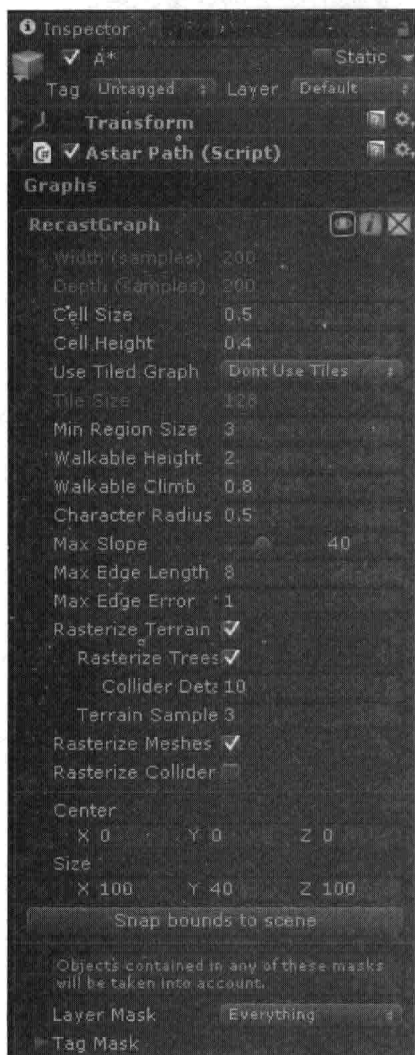 Inspector
A* Static
Tag Untagged Layer Default
Transform
Astar Path (Script)
Graphs
RecastGraph
Width (samples) 200
Depth (samples) 200
Cell Size 0.5
Cell Height 0.4
Use Tiled Graph Dont Use Tiles
Tile Size 128
Min Region Size 3
Walkable Height 2
Walkable Climb 0.8
Character Radius 0.5
Max Slope 40
Max Edge Length 8
Max Edge Error 1
Rasterize Terrain
Rasterize Trees
Collider Deta 10
Terrain Sample 3
Rasterize Meshes
Rasterize Collider
Center
X 0 Y 0 Z 0
Size
X 100 Y 40 Z 100
Snap bounds to scene
Objects contained in any of these masks
will be taken into account.
Layer Mask Everything
Tag Mask